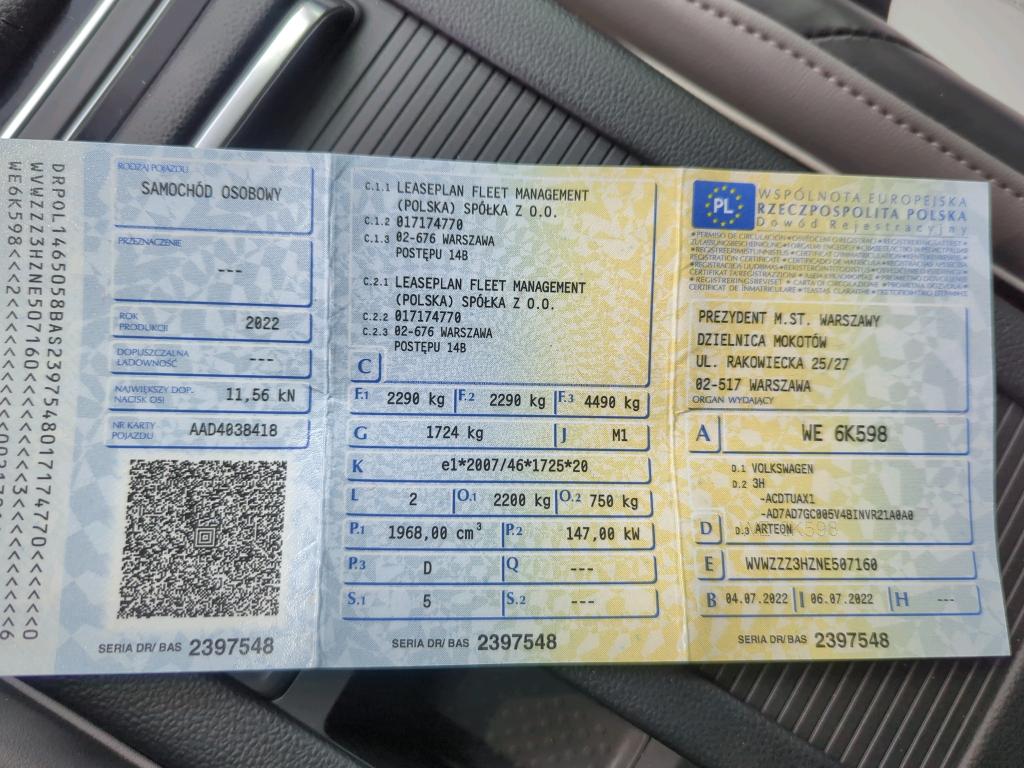 DRPOL1465058BAS2397548017174770<<<<<<<0
WVWZZZ3HZNE507160
WE6K598<<2<<<<<<
RODZAJ POJAZDU
SAMOCHÓD OSOBOWY
PRZEZNACZENIE
---
ROK PRODUKCJI 2022
DOPUSZCZALNA ŁADOWNOŚĆ ---
NAJWIĘKSZY DOP. NACISK OSI 11,56 kN
NR KARTY POJAZDU AAD4038418
SERIA DR/ BAS 2397548
C.1.1 LEASEPLAN FLEET MANAGEMENT
(POLSKA) SPÓŁKA Z O.O.
C.1.2 017174770
C.1.3 02-676 WARSZAWA
POSTĘPU 14B
C.2.1 LEASEPLAN FLEET MANAGEMENT
(POLSKA) SPÓŁKA Z O.O.
C.2.2 017174770
C.2.3 02-676 WARSZAWA
POSTĘPU 14B
C
F.1 2290 kg F.2 2290 kg F.3 4490 kg
G 1724 kg J M1
K e1*2007/46*1725*20
L 2 O.1 2200 kg O.2 750 kg
P.1 1968,00 cm³ P.2 147,00 kW
P.3 D Q ---
S.1 5 S.2 ---
SERIA DR/ BAS 2397548
PL
WSPÓLNOTA EUROPEJSKA
RZECZPOSPOLITA POLSKA
Dowód Rejestracyjny
PREZYDENT M.ST. WARSZAWY
DZIELNICA MOKOTÓW
UL. RAKOWIECKA 25/27
02-517 WARSZAWA
ORGAN WYDAJĄCY
A WE 6K598
D.1 VOLKSWAGEN
D.2 3H
-ACDTUAX1
-AD7AD7GC005V48INVR21A0A0
D D.3 ARTEON
E WVWZZZ3HZNE507160
B 04.07.2022 I 06.07.2022 H ---
SERIA DR/ BAS 2397548